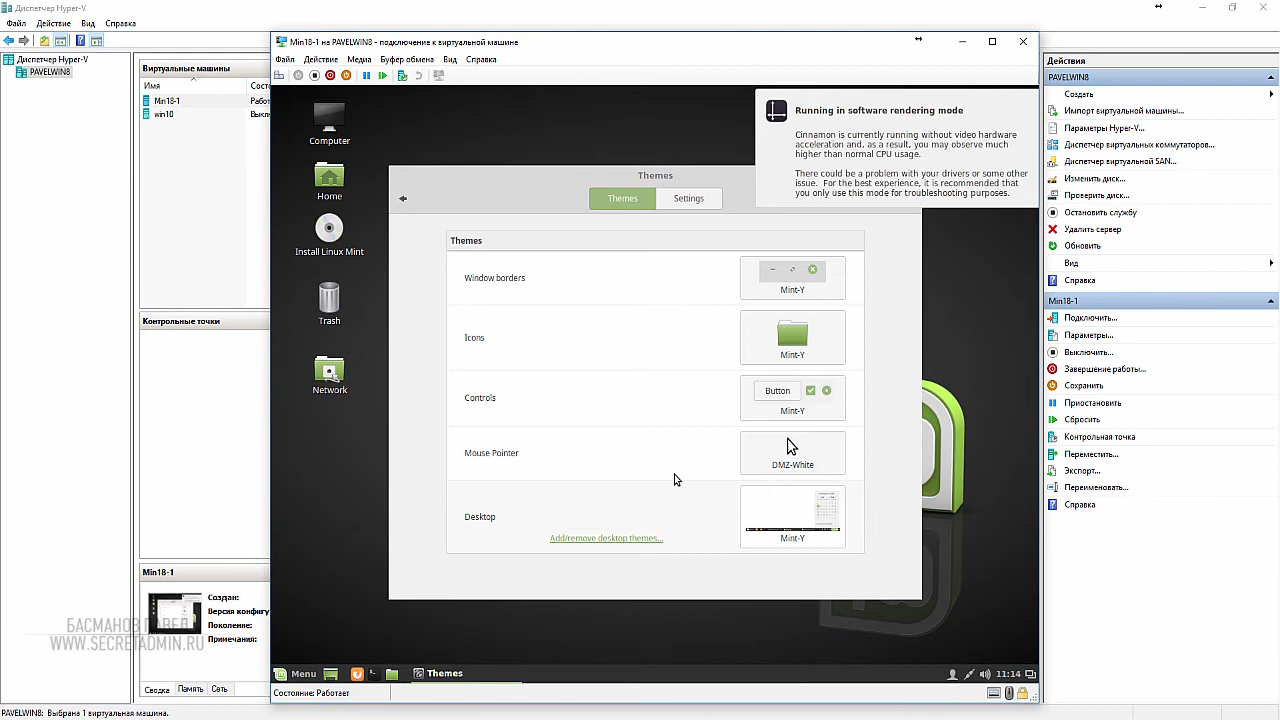 Диспетчер Hyper-V
Файл Действие Вид Справка
Диспетчер Hyper-V
PAVELWIN8
Виртуальные машины
Имя
Состо
Min18-1
Работ
win10
Выкл
Контрольные точки
Min18-1
Создан:
Версия конфигу
Поколение:
Примечания:
Сводка Память Сеть
БАСМАНОВ ПАВЕЛ
WWW.SECRETADMIN.RU
PAVELWIN8: Выбрана 1 виртуальная машина.
Min18-1 на PAVELWIN8 - подключение к виртуальной машине
Файл Действие Медиа Буфер обмена Вид Справка
Computer
Home
Install Linux Mint
Trash
Network
Running in software rendering mode
Cinnamon is currently running without video hardware
acceleration and, as a result, you may observe much
higher than normal CPU usage.
There could be a problem with your drivers or some other
issue. For the best experience, it is recommended that
you only use this mode for troubleshooting purposes.
Themes
Themes Settings
Themes
Window borders
Mint-Y
Icons
Mint-Y
Controls
Button
Mint-Y
Mouse Pointer
DMZ-White
Desktop
Add/remove desktop themes...
Mint-Y
Menu
Themes
11:14
Состояние: Работает
Действия
PAVELWIN8
Создать
Импорт виртуальной машины...
Параметры Hyper-V...
Диспетчер виртуальных коммутаторов...
Диспетчер виртуальной SAN...
Изменить диск...
Проверить диск...
Остановить службу
Удалить сервер
Обновить
Вид
Справка
Min18-1
Подключить...
Параметры...
Выключить...
Завершение работы...
Сохранить
Приостановить
Сбросить
Контрольная точка
Переместить...
Экспорт...
Переименовать...
Справка